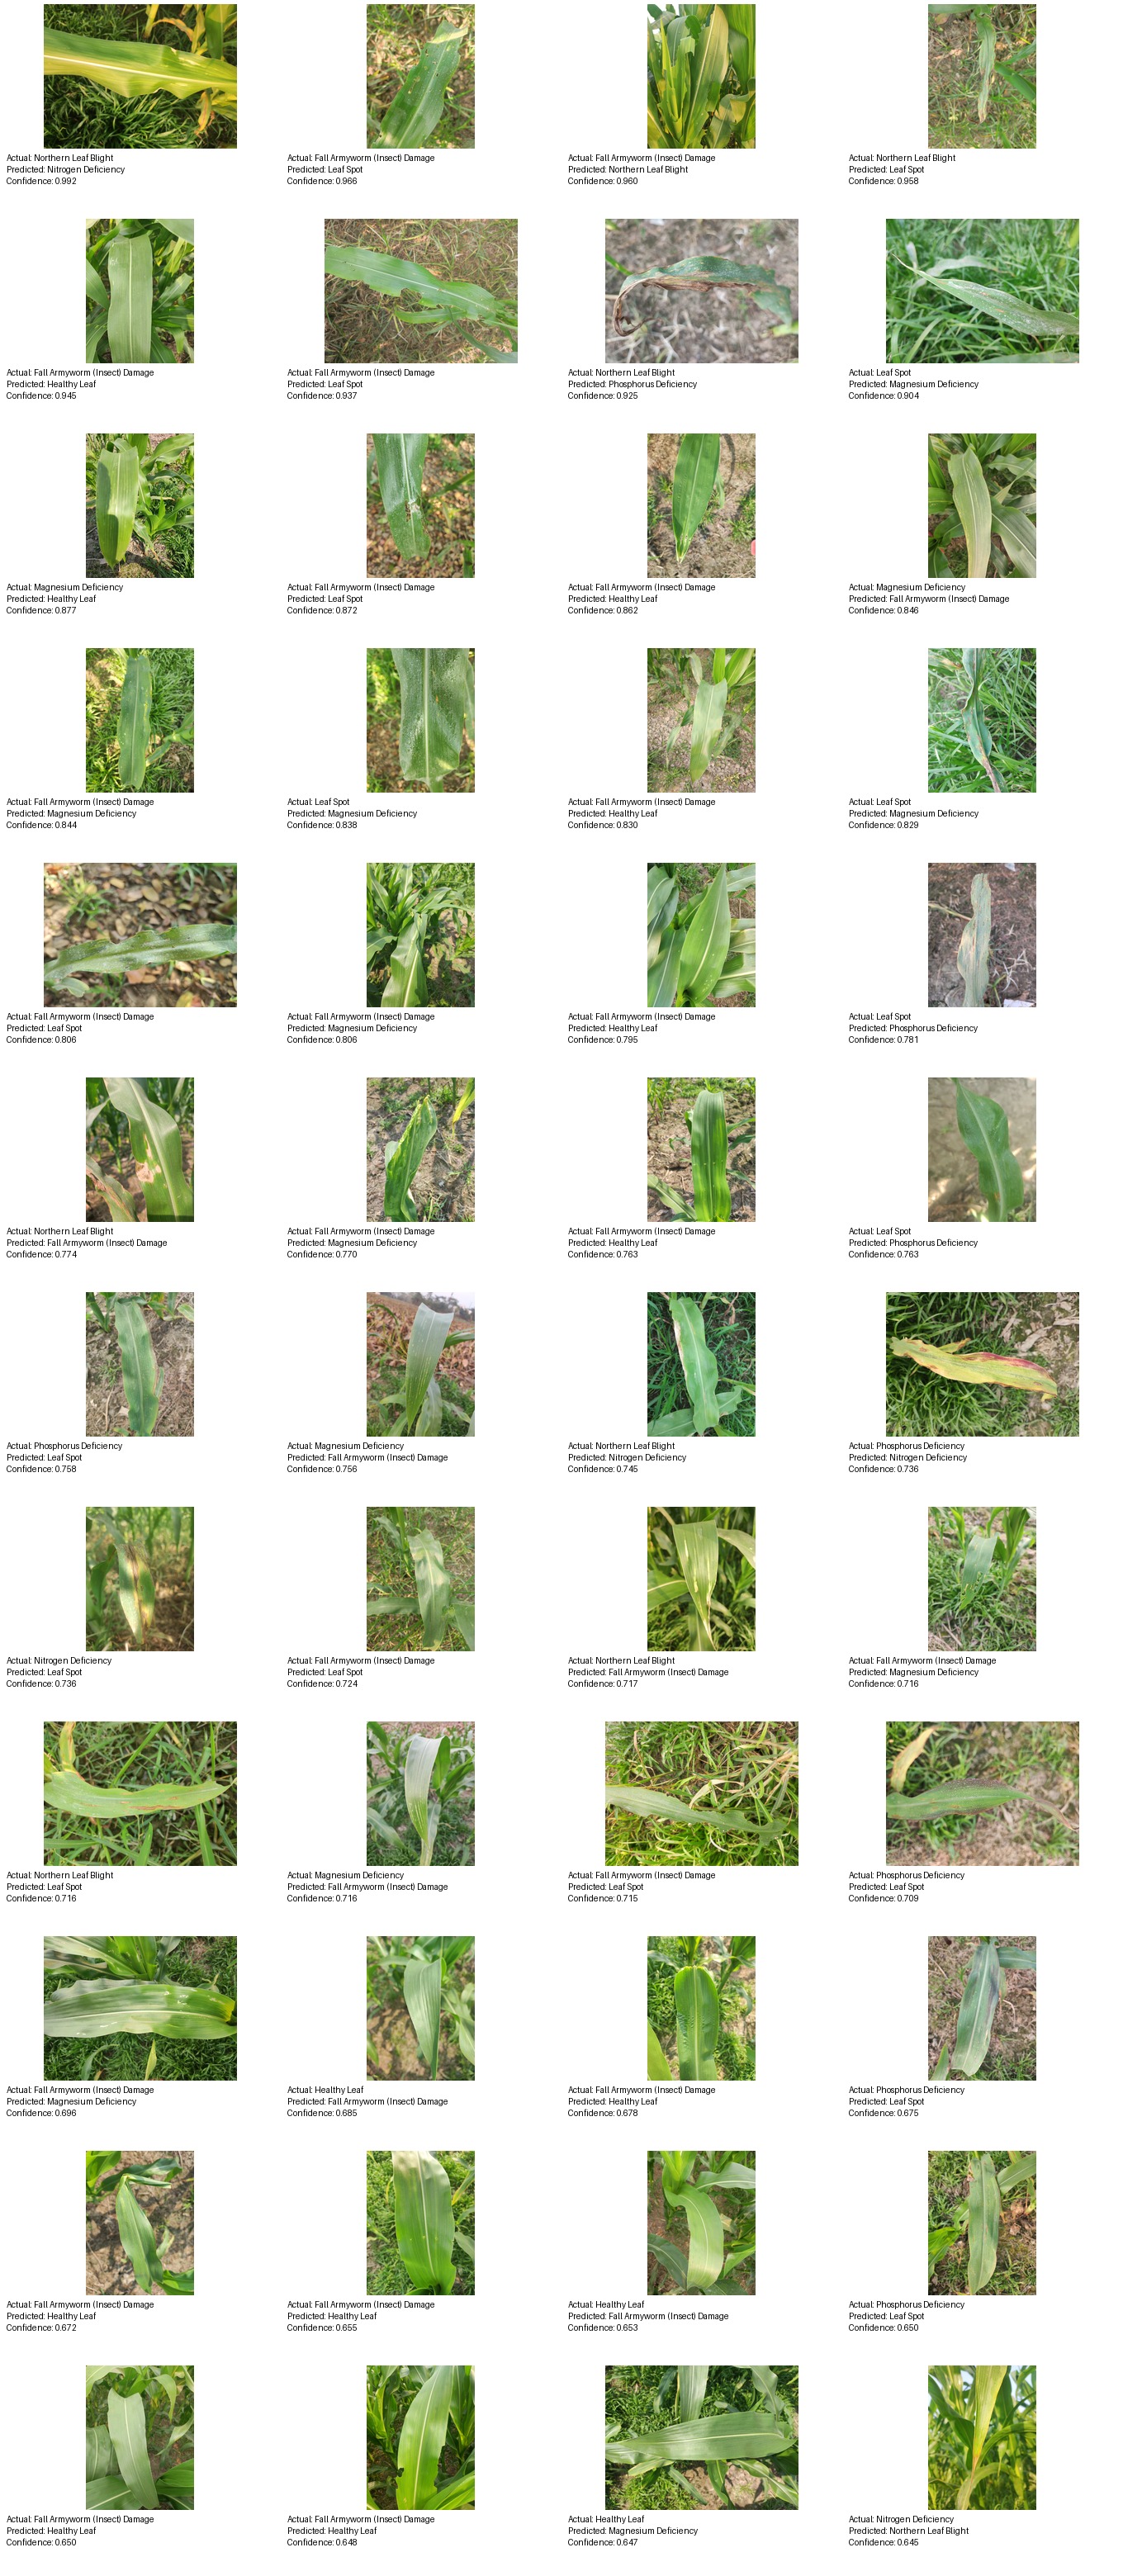 Actual: Northern Leaf Blight
Predicted: Nitrogen Deficiency
Confidence: 0.992
Actual: Fall Armyworm (Insect) Damage
Predicted: Leaf Spot
Confidence: 0.966
Actual: Fall Armyworm (Insect) Damage
Predicted: Northern Leaf Blight
Confidence: 0.960
Actual: Northern Leaf Blight
Predicted: Leaf Spot
Confidence: 0.958
Actual: Fall Armyworm (Insect) Damage
Predicted: Healthy Leaf
Confidence: 0.945
Actual: Fall Armyworm (Insect) Damage
Predicted: Leaf Spot
Confidence: 0.937
Actual: Northern Leaf Blight
Predicted: Phosphorus Deficiency
Confidence: 0.925
Actual: Leaf Spot
Predicted: Magnesium Deficiency
Confidence: 0.904
Actual: Magnesium Deficiency
Predicted: Healthy Leaf
Confidence: 0.877
Actual: Fall Armyworm (Insect) Damage
Predicted: Leaf Spot
Confidence: 0.872
Actual: Fall Armyworm (Insect) Damage
Predicted: Healthy Leaf
Confidence: 0.862
Actual: Magnesium Deficiency
Predicted: Fall Armyworm (Insect) Damage
Confidence: 0.846
Actual: Fall Armyworm (Insect) Damage
Predicted: Magnesium Deficiency
Confidence: 0.844
Actual: Leaf Spot
Predicted: Magnesium Deficiency
Confidence: 0.838
Actual: Fall Armyworm (Insect) Damage
Predicted: Healthy Leaf
Confidence: 0.830
Actual: Leaf Spot
Predicted: Magnesium Deficiency
Confidence: 0.829
Actual: Fall Armyworm (Insect) Damage
Predicted: Leaf Spot
Confidence: 0.806
Actual: Fall Armyworm (Insect) Damage
Predicted: Magnesium Deficiency
Confidence: 0.806
Actual: Fall Armyworm (Insect) Damage
Predicted: Healthy Leaf
Confidence: 0.795
Actual: Leaf Spot
Predicted: Phosphorus Deficiency
Confidence: 0.781
Actual: Northern Leaf Blight
Predicted: Fall Armyworm (Insect) Damage
Confidence: 0.774
Actual: Fall Armyworm (Insect) Damage
Predicted: Magnesium Deficiency
Confidence: 0.770
Actual: Fall Armyworm (Insect) Damage
Predicted: Healthy Leaf
Confidence: 0.763
Actual: Leaf Spot
Predicted: Phosphorus Deficiency
Confidence: 0.763
Actual: Phosphorus Deficiency
Predicted: Leaf Spot
Confidence: 0.758
Actual: Magnesium Deficiency
Predicted: Fall Armyworm (Insect) Damage
Confidence: 0.756
Actual: Northern Leaf Blight
Predicted: Nitrogen Deficiency
Confidence: 0.745
Actual: Phosphorus Deficiency
Predicted: Nitrogen Deficiency
Confidence: 0.736
Actual: Nitrogen Deficiency
Predicted: Leaf Spot
Confidence: 0.736
Actual: Fall Armyworm (Insect) Damage
Predicted: Leaf Spot
Confidence: 0.724
Actual: Northern Leaf Blight
Predicted: Fall Armyworm (Insect) Damage
Confidence: 0.717
Actual: Fall Armyworm (Insect) Damage
Predicted: Magnesium Deficiency
Confidence: 0.716
Actual: Northern Leaf Blight
Predicted: Leaf Spot
Confidence: 0.716
Actual: Magnesium Deficiency
Predicted: Fall Armyworm (Insect) Damage
Confidence: 0.716
Actual: Fall Armyworm (Insect) Damage
Predicted: Leaf Spot
Confidence: 0.715
Actual: Phosphorus Deficiency
Predicted: Leaf Spot
Confidence: 0.709
Actual: Fall Armyworm (Insect) Damage
Predicted: Magnesium Deficiency
Confidence: 0.696
Actual: Healthy Leaf
Predicted: Fall Armyworm (Insect) Damage
Confidence: 0.685
Actual: Fall Armyworm (Insect) Damage
Predicted: Healthy Leaf
Confidence: 0.678
Actual: Phosphorus Deficiency
Predicted: Leaf Spot
Confidence: 0.675
Actual: Fall Armyworm (Insect) Damage
Predicted: Healthy Leaf
Confidence: 0.672
Actual: Fall Armyworm (Insect) Damage
Predicted: Healthy Leaf
Confidence: 0.655
Actual: Healthy Leaf
Predicted: Fall Armyworm (Insect) Damage
Confidence: 0.653
Actual: Phosphorus Deficiency
Predicted: Leaf Spot
Confidence: 0.650
Actual: Fall Armyworm (Insect) Damage
Predicted: Healthy Leaf
Confidence: 0.650
Actual: Fall Armyworm (Insect) Damage
Predicted: Healthy Leaf
Confidence: 0.648
Actual: Healthy Leaf
Predicted: Magnesium Deficiency
Confidence: 0.647
Actual: Nitrogen Deficiency
Predicted: Northern Leaf Blight
Confidence: 0.645